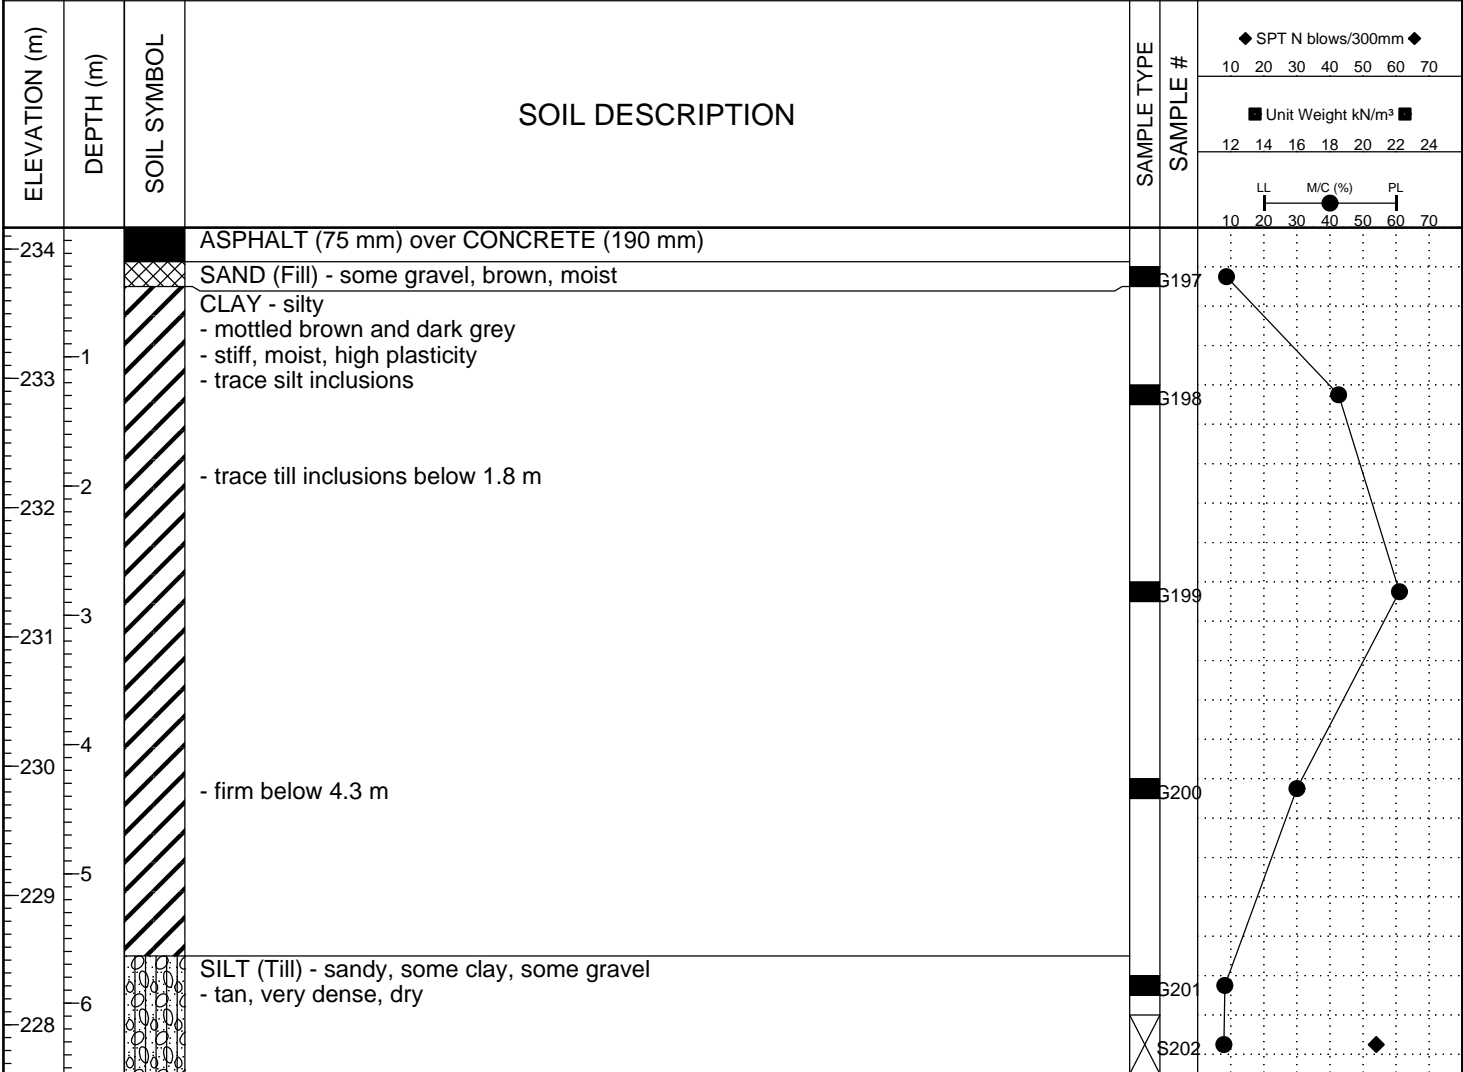 ELEVATION (m)
DEPTH (m)
SOIL SYMBOL
SOIL DESCRIPTION
SAMPLE TYPE
SAMPLE #
◆ SPT N blows/300mm ◆
10 20 30 40 50 60 70
■ Unit Weight kN/m³ ■
12 14 16 18 20 22 24
LL M/C (%) PL
10 20 30 40 50 60 70
234
ASPHALT (75 mm) over CONCRETE (190 mm)
SAND (Fill) - some gravel, brown, moist
G197
CLAY - silty
- mottled brown and dark grey
1
- stiff, moist, high plasticity
233
- trace silt inclusions
G198
- trace till inclusions below 1.8 m
2
232
G199
3
231
4
230
- firm below 4.3 m
G200
5
229
SILT (Till) - sandy, some clay, some gravel
- tan, very dense, dry
G201
6
228
S202